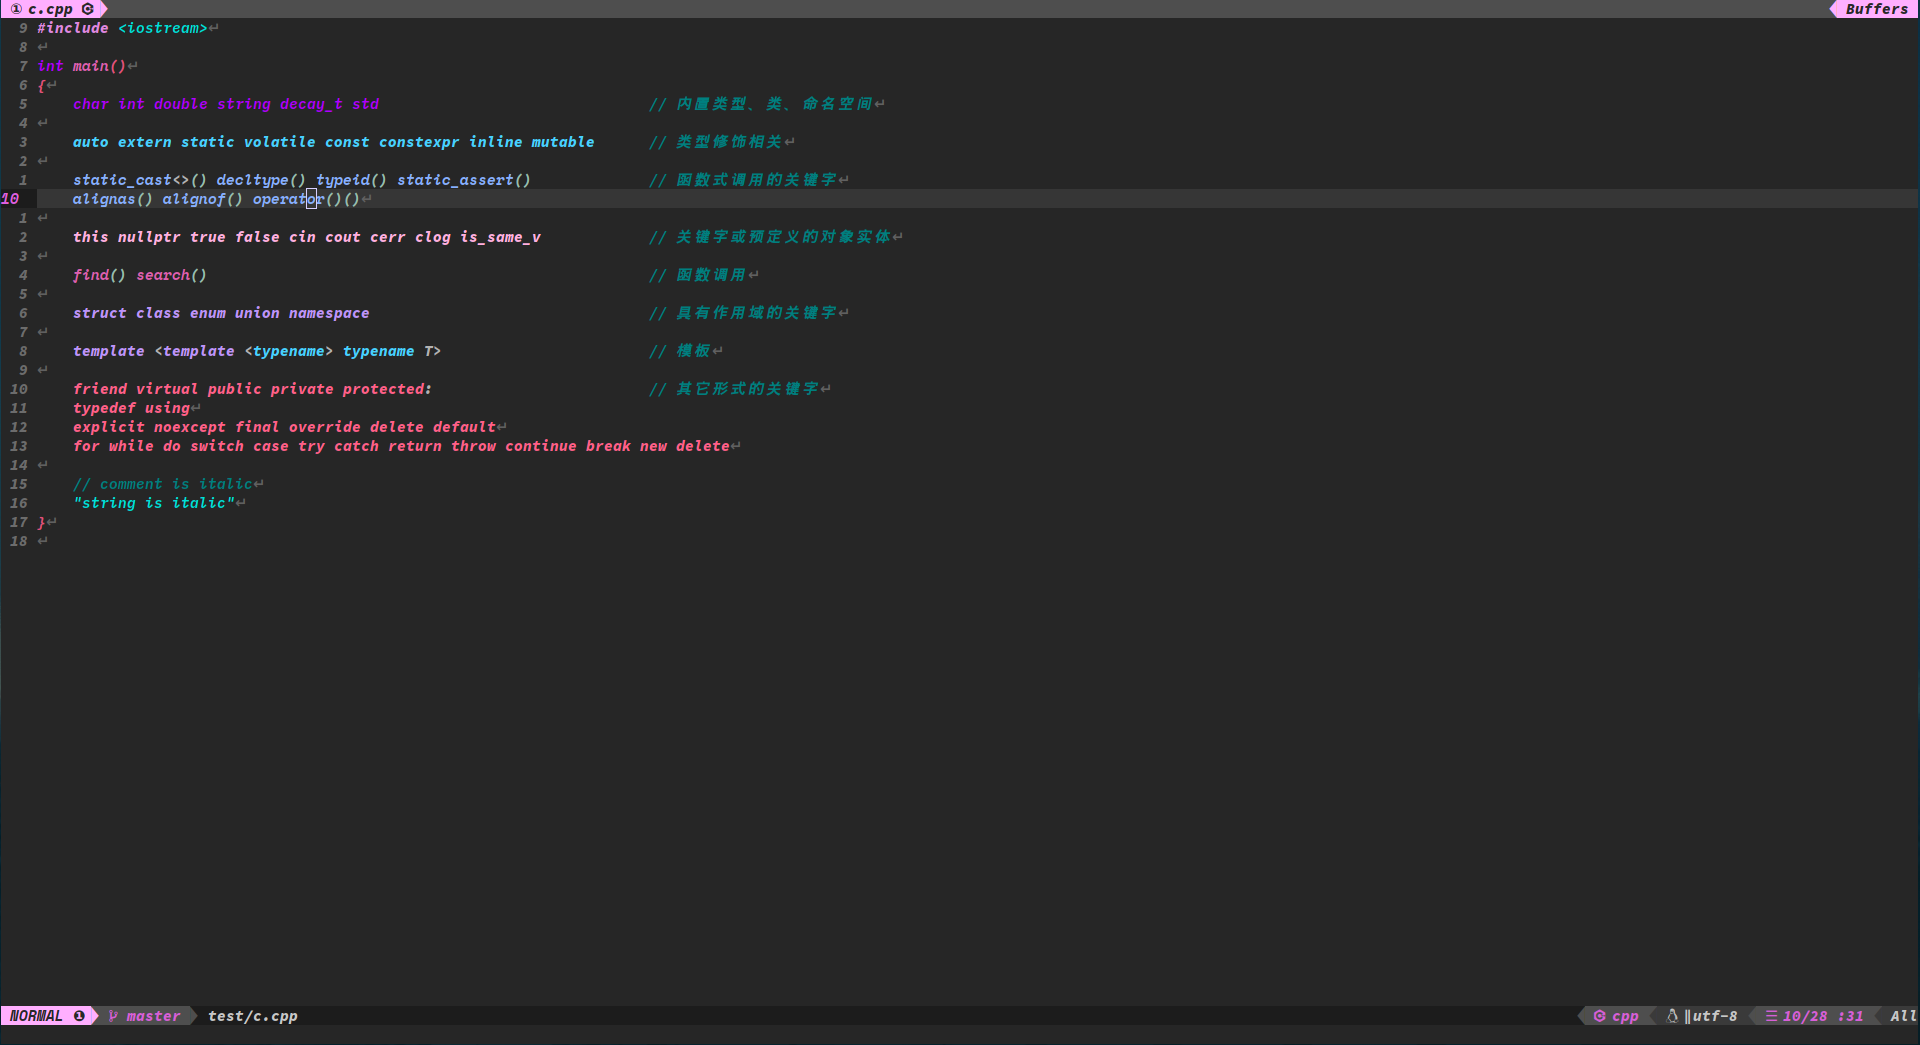 ① c.cpp Buffers
9 #include <iostream>↵
8 ↵
7 int main()↵
6 {↵
5 char int double string decay_t std // 内置类型、类、命名空间↵
4 ↵
3 auto extern static volatile const constexpr inline mutable // 类型修饰相关↵
2 ↵
1 static_cast<>() decltype() typeid() static_assert() // 函数式调用的关键字↵
10 alignas() alignof() operator()()↵
1 ↵
2 this nullptr true false cin cout cerr clog is_same_v // 关键字或预定义的对象实体↵
3 ↵
4 find() search() // 函数调用↵
5 ↵
6 struct class enum union namespace // 具有作用域的关键字↵
7 ↵
8 template <template <typename> typename T> // 模板↵
9 ↵
10 friend virtual public private protected: // 其它形式的关键字↵
11 typedef using↵
12 explicit noexcept final override delete default↵
13 for while do switch case try catch return throw continue break new delete↵
14 ↵
15 // comment is italic↵
16 "string is italic"↵
17 }↵
18 ↵
NORMAL ❶ master test/c.cpp cpp ‖utf-8 ☰ 10/28 :31 All